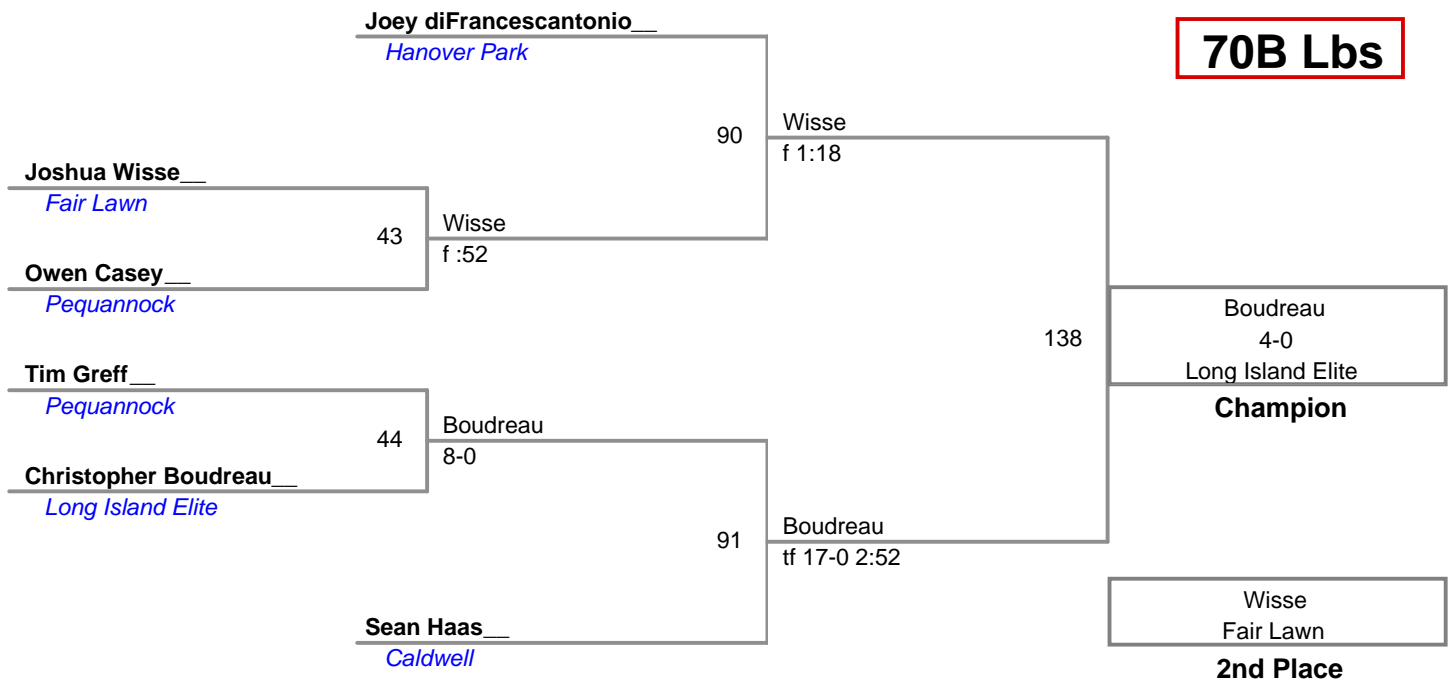 Joey diFrancescantonio__
Hanover Park
70B Lbs
90
Wisse
f 1:18
Joshua Wisse__
Fair Lawn
43
Wisse
f :52
Owen Casey__
Pequannock
138
Boudreau
4-0
Long Island Elite
Champion
Tim Greff__
Pequannock
44
Boudreau
8-0
Christopher Boudreau__
Long Island Elite
91
Boudreau
tf 17-0 2:52
Sean Haas__
Caldwell
Wisse
Fair Lawn
2nd Place